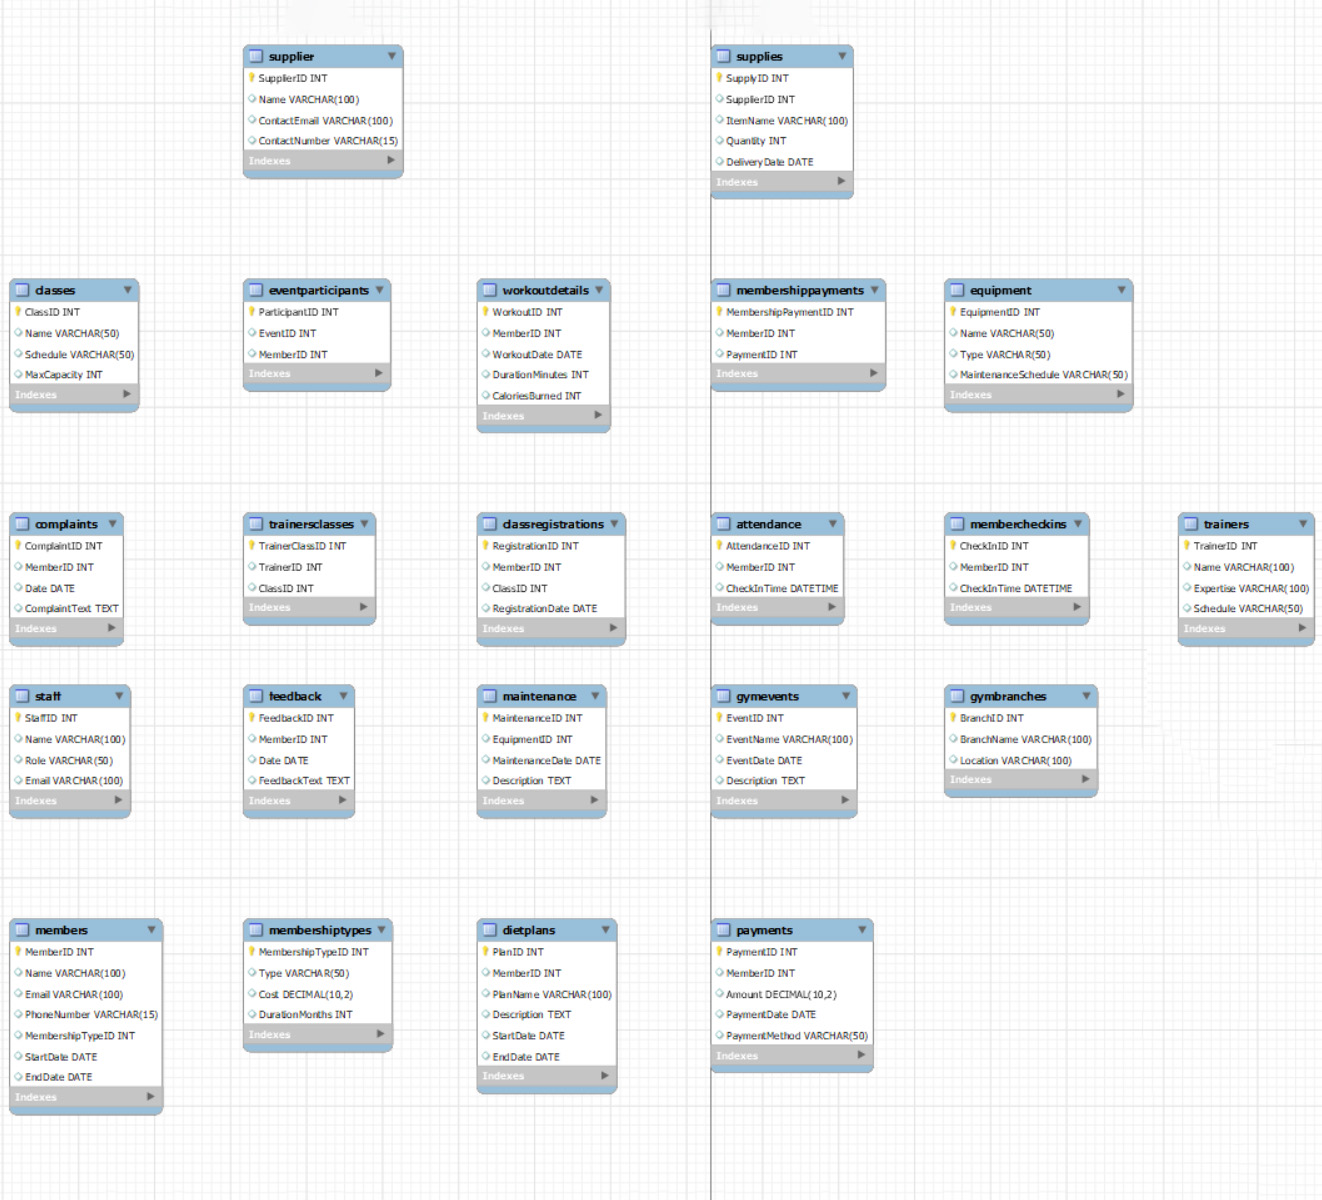 supplier
SupplierID INT
Name VARCHAR(100)
ContactEmail VARCHAR(100)
ContactNumber VARCHAR(15)
Indexes
supplies
SupplyID INT
SupplierID INT
ItemName VARCHAR(100)
Quantity INT
DeliveryDate DATE
Indexes
classes
ClassID INT
Name VARCHAR(50)
Schedule VARCHAR(50)
MaxCapacity INT
Indexes
eventparticipants
ParticipantID INT
EventID INT
MemberID INT
Indexes
workoutdetails
WorkoutID INT
MemberID INT
WorkoutDate DATE
DurationMinutes INT
CaloriesBurned INT
Indexes
membershippayments
MembershipPaymentID INT
MemberID INT
PaymentID INT
Indexes
equipment
EquipmentID INT
Name VARCHAR(50)
Type VARCHAR(50)
MaintenanceSchedule VARCHAR(50)
Indexes
complaints
ComplaintID INT
MemberID INT
Date DATE
ComplaintText TEXT
Indexes
trainersclasses
TrainerClassID INT
TrainerID INT
ClassID INT
Indexes
classregistrations
RegistrationID INT
MemberID INT
ClassID INT
RegistrationDate DATE
Indexes
attendance
AttendanceID INT
MemberID INT
CheckInTime DATETIME
Indexes
membercheckins
CheckInID INT
MemberID INT
CheckInTime DATETIME
Indexes
trainers
TrainerID INT
Name VARCHAR(100)
Expertise VARCHAR(100)
Schedule VARCHAR(50)
Indexes
staff
StaffID INT
Name VARCHAR(100)
Role VARCHAR(50)
Email VARCHAR(100)
Indexes
feedback
FeedbackID INT
MemberID INT
Date DATE
FeedbackText TEXT
Indexes
maintenance
MaintenanceID INT
EquipmentID INT
MaintenanceDate DATE
Description TEXT
Indexes
gymevents
EventID INT
EventName VARCHAR(100)
EventDate DATE
Description TEXT
Indexes
gymbranches
BranchID INT
BranchName VARCHAR(100)
Location VARCHAR(100)
Indexes
members
MemberID INT
Name VARCHAR(100)
Email VARCHAR(100)
PhoneNumber VARCHAR(15)
MembershipTypeID INT
StartDate DATE
EndDate DATE
Indexes
membershiptypes
MembershipTypeID INT
Type VARCHAR(50)
Cost DECIMAL(10,2)
DurationMonths INT
Indexes
dietplans
PlanID INT
MemberID INT
PlanName VARCHAR(100)
Description TEXT
StartDate DATE
EndDate DATE
Indexes
payments
PaymentID INT
MemberID INT
Amount DECIMAL(10,2)
PaymentDate DATE
PaymentMethod VARCHAR(50)
Indexes